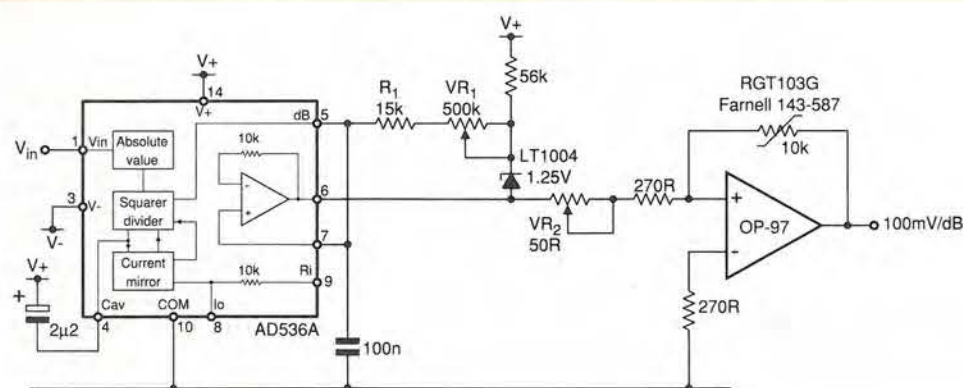 V+
14
V+
Vin
1
Vin
Absolute
value
Squarer
divider
Current
mirror
3
V-
V-
V+
+
2µ2
Cav
4
COM
10
Io
8
AD536A
dB
5
10k
-
+
6
7
Ri
9
10k
100n
R1
15k
VR1
500k
V+
56k
LT1004
1.25V
VR2
50R
270R
RGT103G
Farnell 143-587
10k
+
-
OP-97
270R
100mV/dB